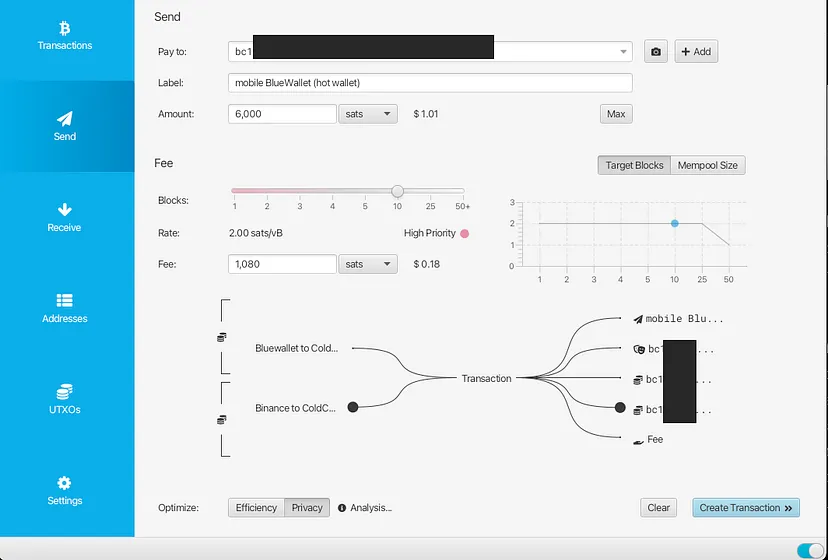 Transactions
Send
Receive
Addresses
UTXOs
Settings
Send
Pay to: bc1
Add
Label: mobile BlueWallet (hot wallet)
Amount: 6,000 sats $ 1.01 Max
Fee
Target Blocks Mempool Size
Blocks:
1 2 3 4 5 10 25 50+
Rate: 2.00 sats/vB High Priority
Fee: 1,080 sats $ 0.18
3
2
1
0
1 2 3 4 5 10 25 50
Bluewallet to Cold...
Binance to ColdC...
Transaction
mobile Blu...
bc1 ...
bc1 ...
bc1 ...
Fee
Optimize: Efficiency Privacy Analysis... Clear Create Transaction